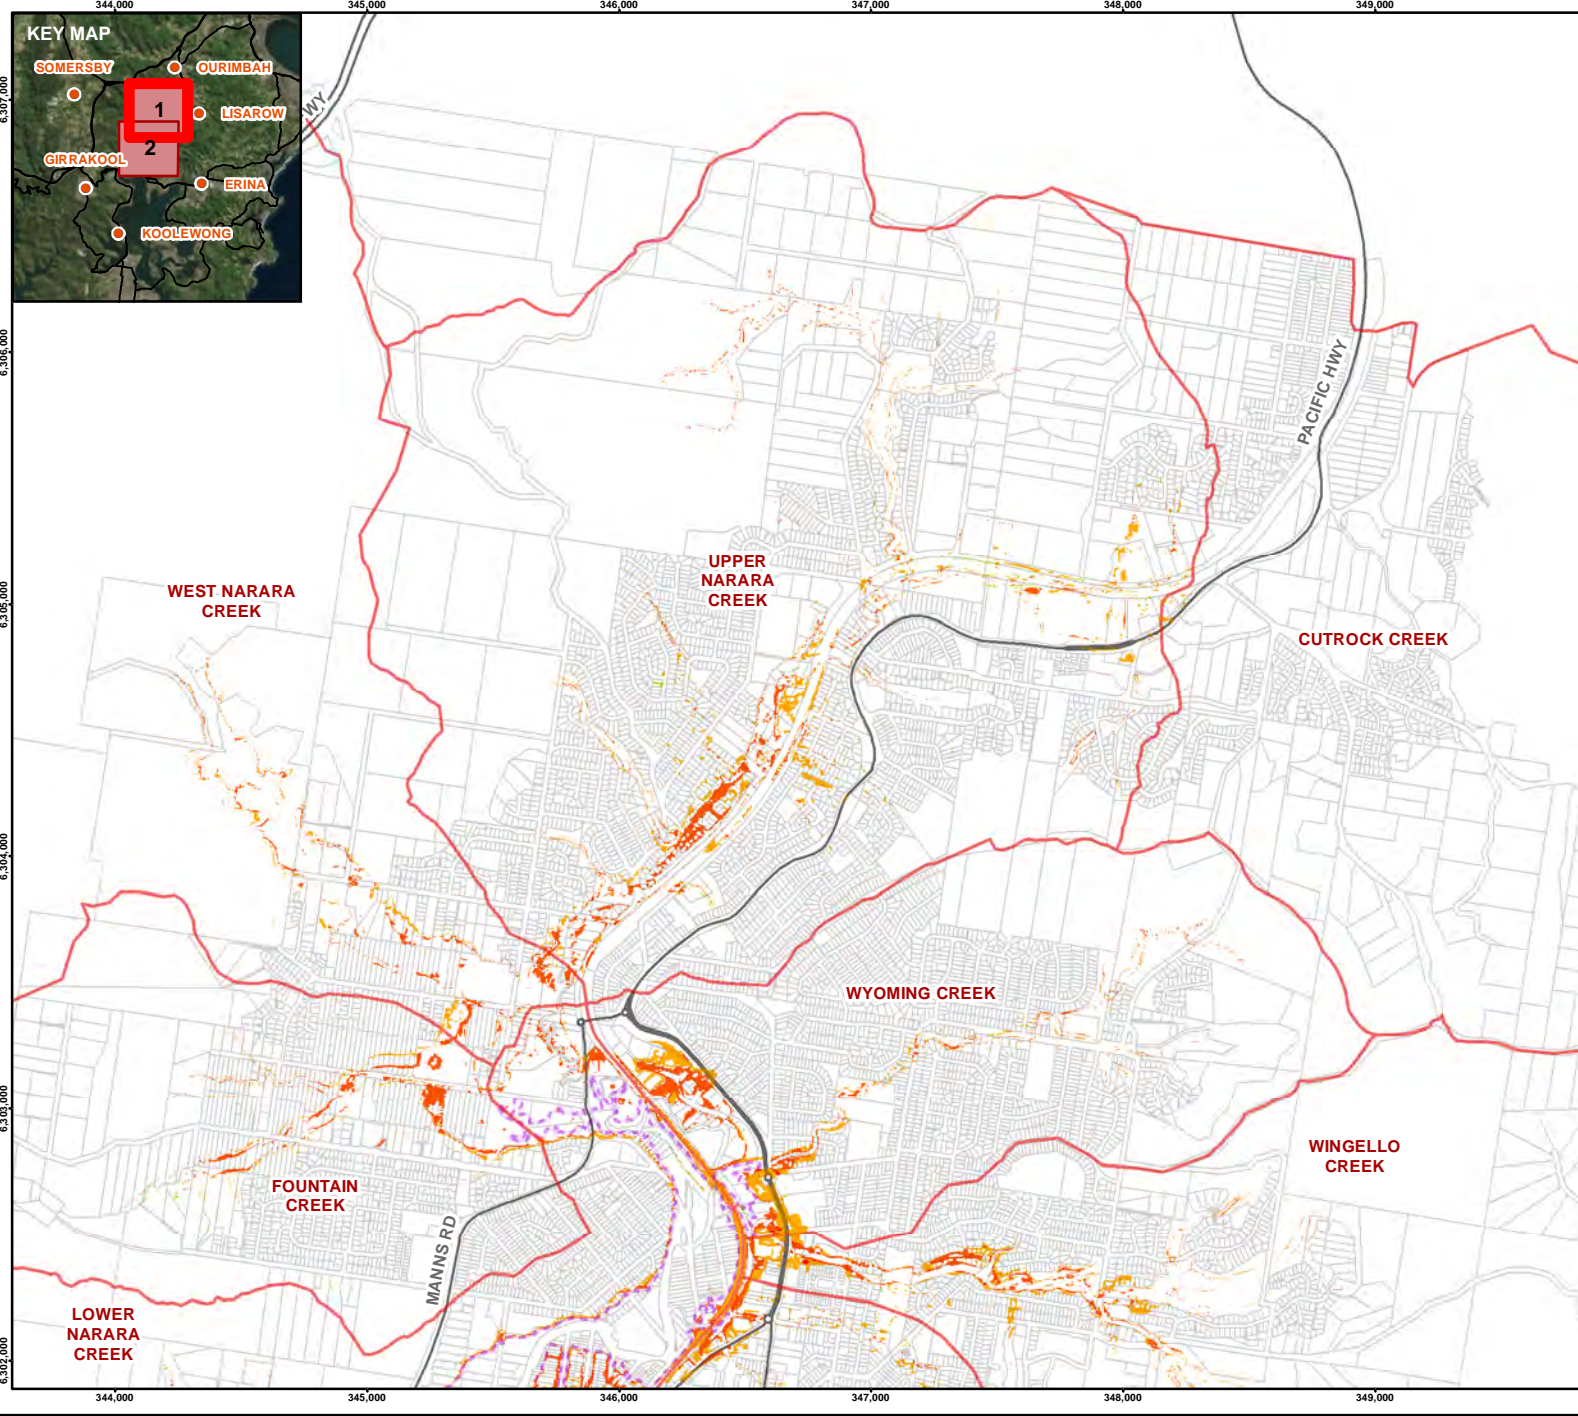 344,000
345,000
346,000
347,000
348,000
349,000
KEY MAP
SOMERSBY
OURIMBAH
1
LISAROW
2
GIRRAKOOL
ERINA
KOOLEWONG
WY
6,307,000
6,306,000
PACIFIC HWY
UPPER
NARARA
CREEK
WEST NARARA
CREEK
6,305,000
CUTROCK CREEK
6,304,000
WYOMING CREEK
6,303,000
WINGELLO
CREEK
FOUNTAIN
CREEK
MANNS RD
LOWER
NARARA
CREEK
6,302,000
344,000
345,000
346,000
347,000
348,000
349,000